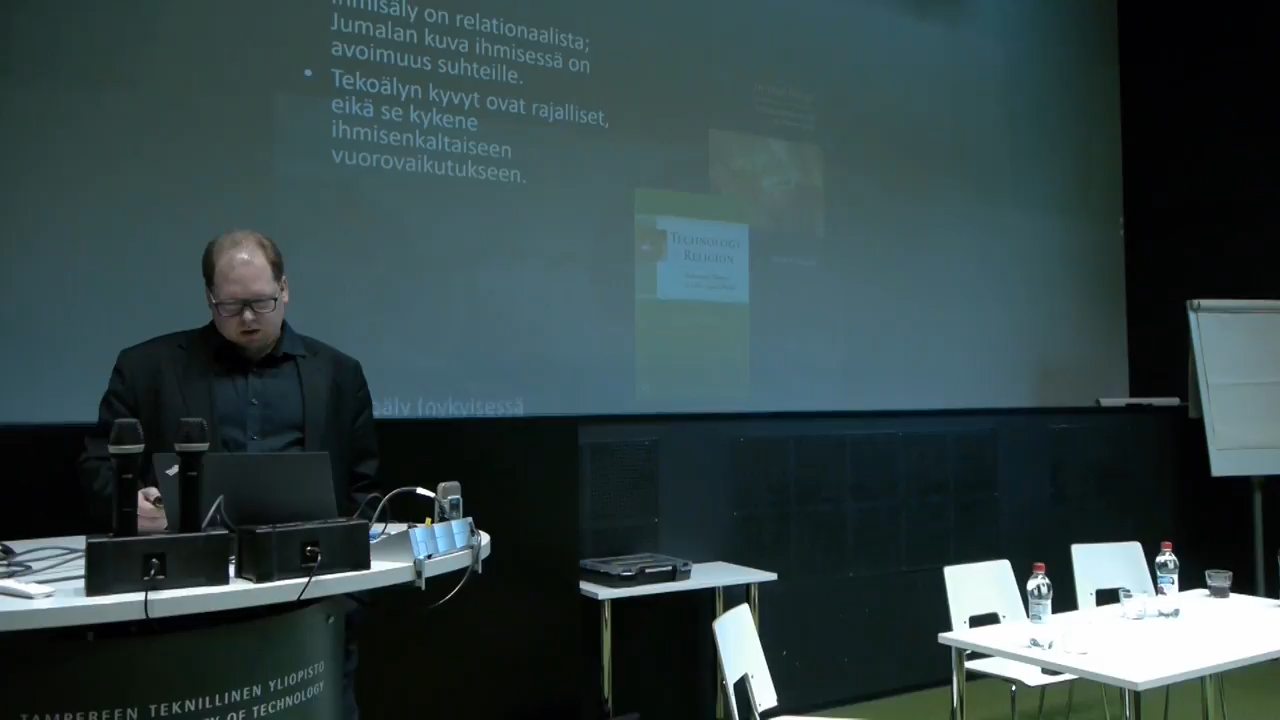 Ihmisäly on relationaalista;
Jumalan kuva ihmisessä on
avoimuus suhteille.
• Tekoälyn kyvyt ovat rajalliset,
eikä se kykene
ihmisenkaltaiseen
vuorovaikutukseen.
TECHNOLOGY
RELIGION
(nykyisessä
TAMPEREEN TEKNILLINEN YLIOPISTO
OF TECHNOLOGY